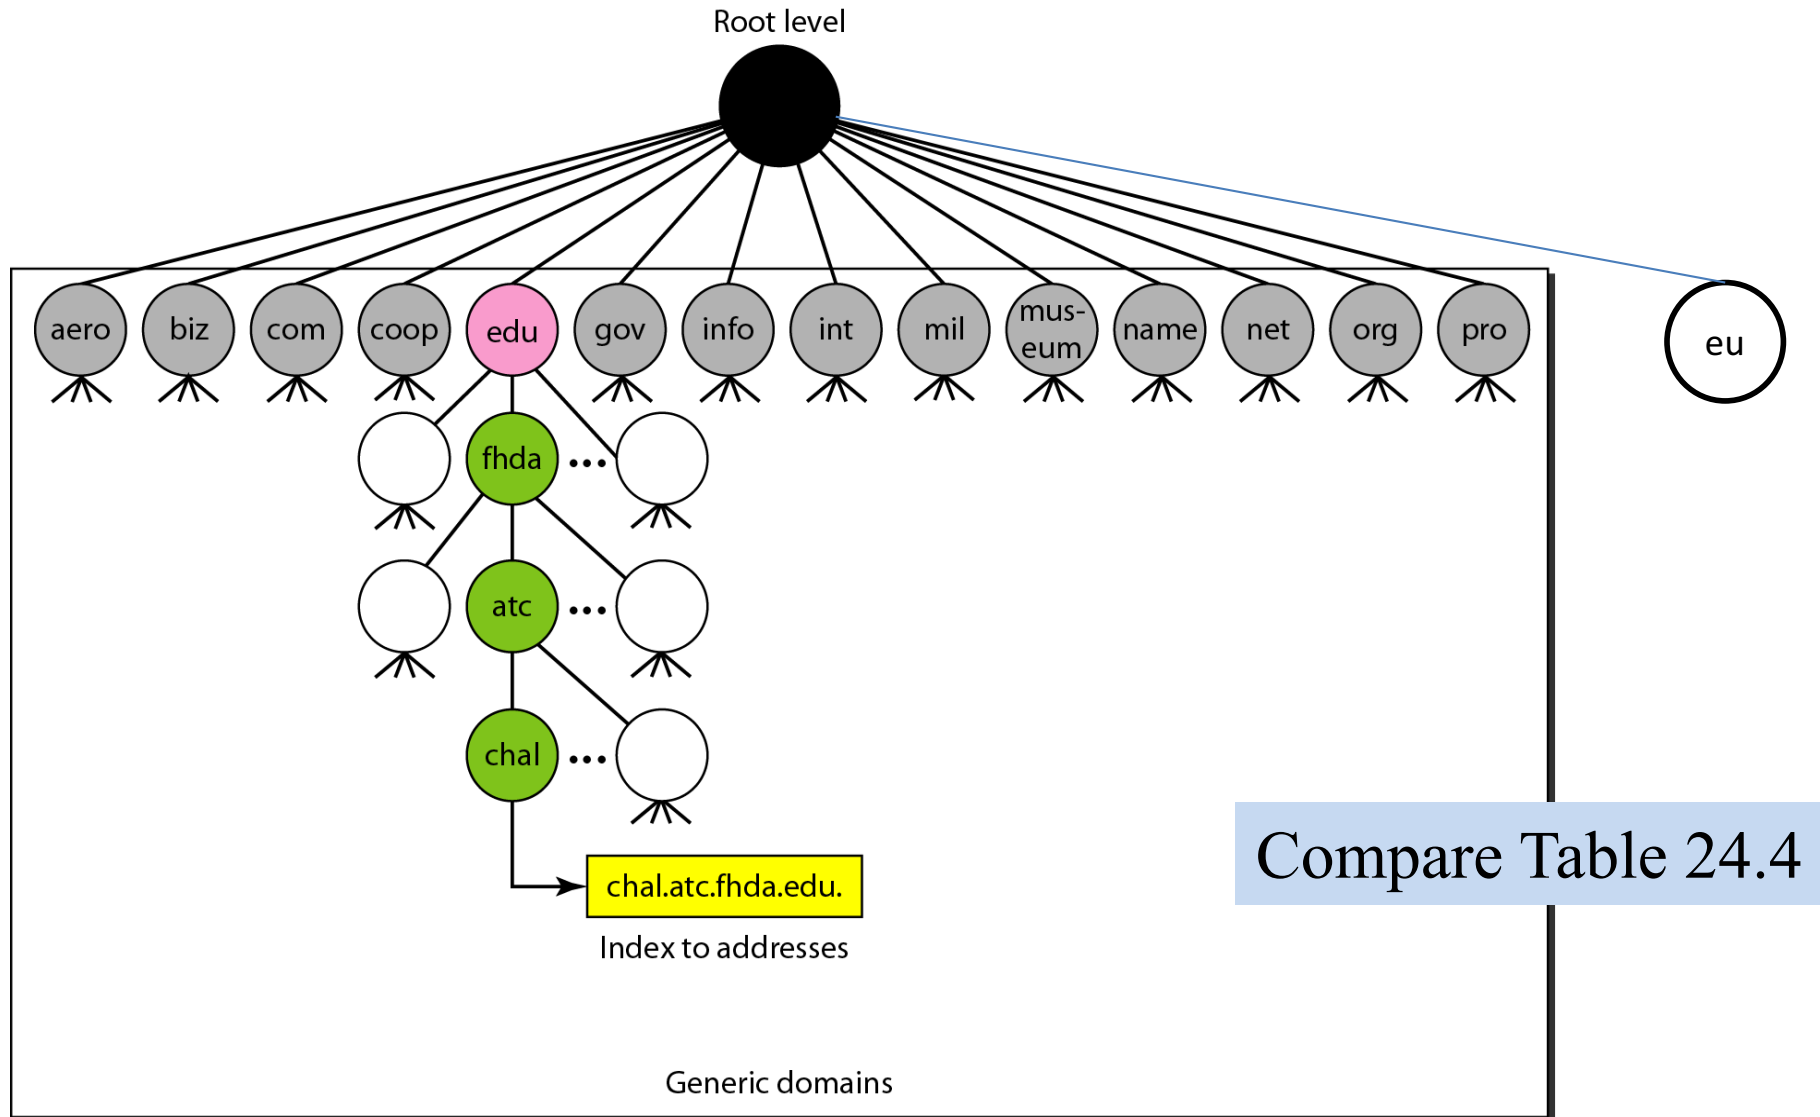 Root level
aero biz com coop edu gov info int mil mus-
eum name net org pro eu
fhda ...
atc ...
chal ...
Compare Table 24.4
chal.atc.fhda.edu.
Index to addresses
Generic domains